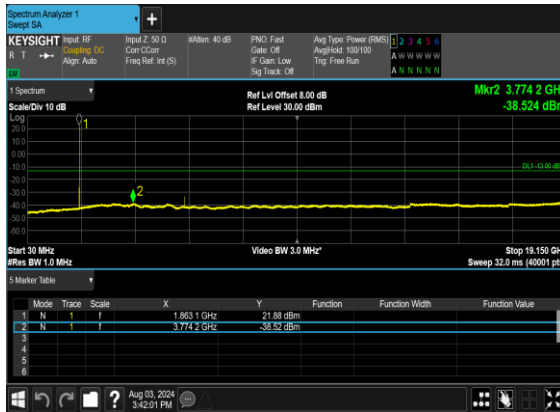 Spectrum Analyzer 1
Swept SA
KEYSIGHT
R T
Input: RF
Coupling: DC
Align: Auto
Input Z: 50 Ω
Corr CCorr
Freq Ref: Int (S)
#Atten: 40 dB
PNO: Fast
Gate: Off
IF Gain: Low
Sig Track: Off
Avg Type: Power (RMS)
Avg|Hold: 100/100
Trig: Free Run
1 2 3 4 5 6
A W W W W W
A N N N N N
1 Spectrum
Scale/Div 10 dB
Ref Lvl Offset 8.00 dB
Ref Level 30.00 dBm
Mkr2 3.774 2 GHz
-38.524 dBm
Log
20.0
10.0
0.00
-10.0
-20.0
-30.0
-40.0
-50.0
-60.0
1
2
DL1 -13.00 dB
Start 30 MHz
#Res BW 1.0 MHz
Video BW 3.0 MHz*
Stop 19.150 GH
Sweep 32.0 ms (40001 pts
5 Marker Table
Mode Trace Scale X Y Function Function Width Function Value
1 N 1 f 1.863 1 GHz 21.88 dBm
2 N 1 f 3.774 2 GHz -38.52 dBm
3
4
5
6
?
Aug 03, 2024
3:42:01 PM